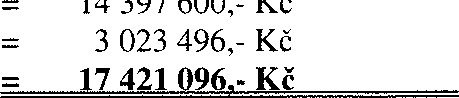 = 14 397 600,- Kč
= 3 023 496,- Kč
= 17 421 096,- Kč